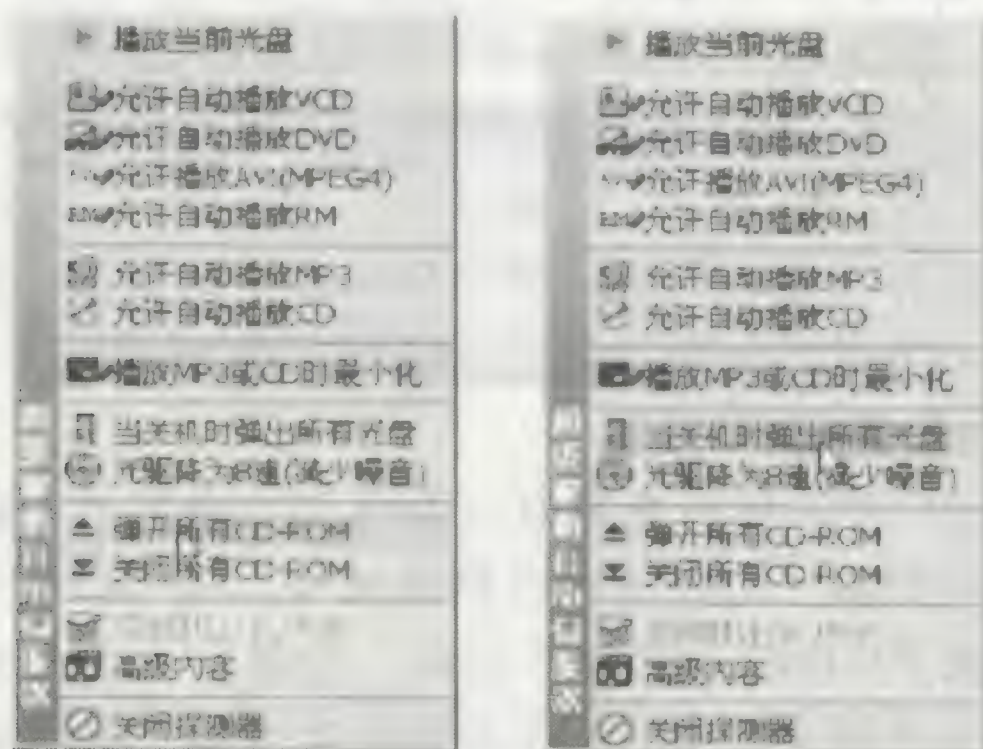 播放当前光盘
允许自动播放VCD
允许自动播放DVD
允许播放AVI(MPEG4)
允许自动播放RM
允许自动播放MP3
允许自动播放CD
播放MP3或CD时最小化
当关机时弹出所有光盘
光驱降为8速(减少噪音)
弹开所有CD-ROM
关闭所有CD-ROM
高级内容
关闭探测器
播放当前光盘
允许自动播放VCD
允许自动播放DVD
允许播放AVI(MPEG4)
允许自动播放RM
允许自动播放MP3
允许自动播放CD
播放MP3或CD时最小化
当关机时弹出所有光盘
光驱降为8速(减少噪音)
弹开所有CD-ROM
关闭所有CD-ROM
高级内容
关闭探测器